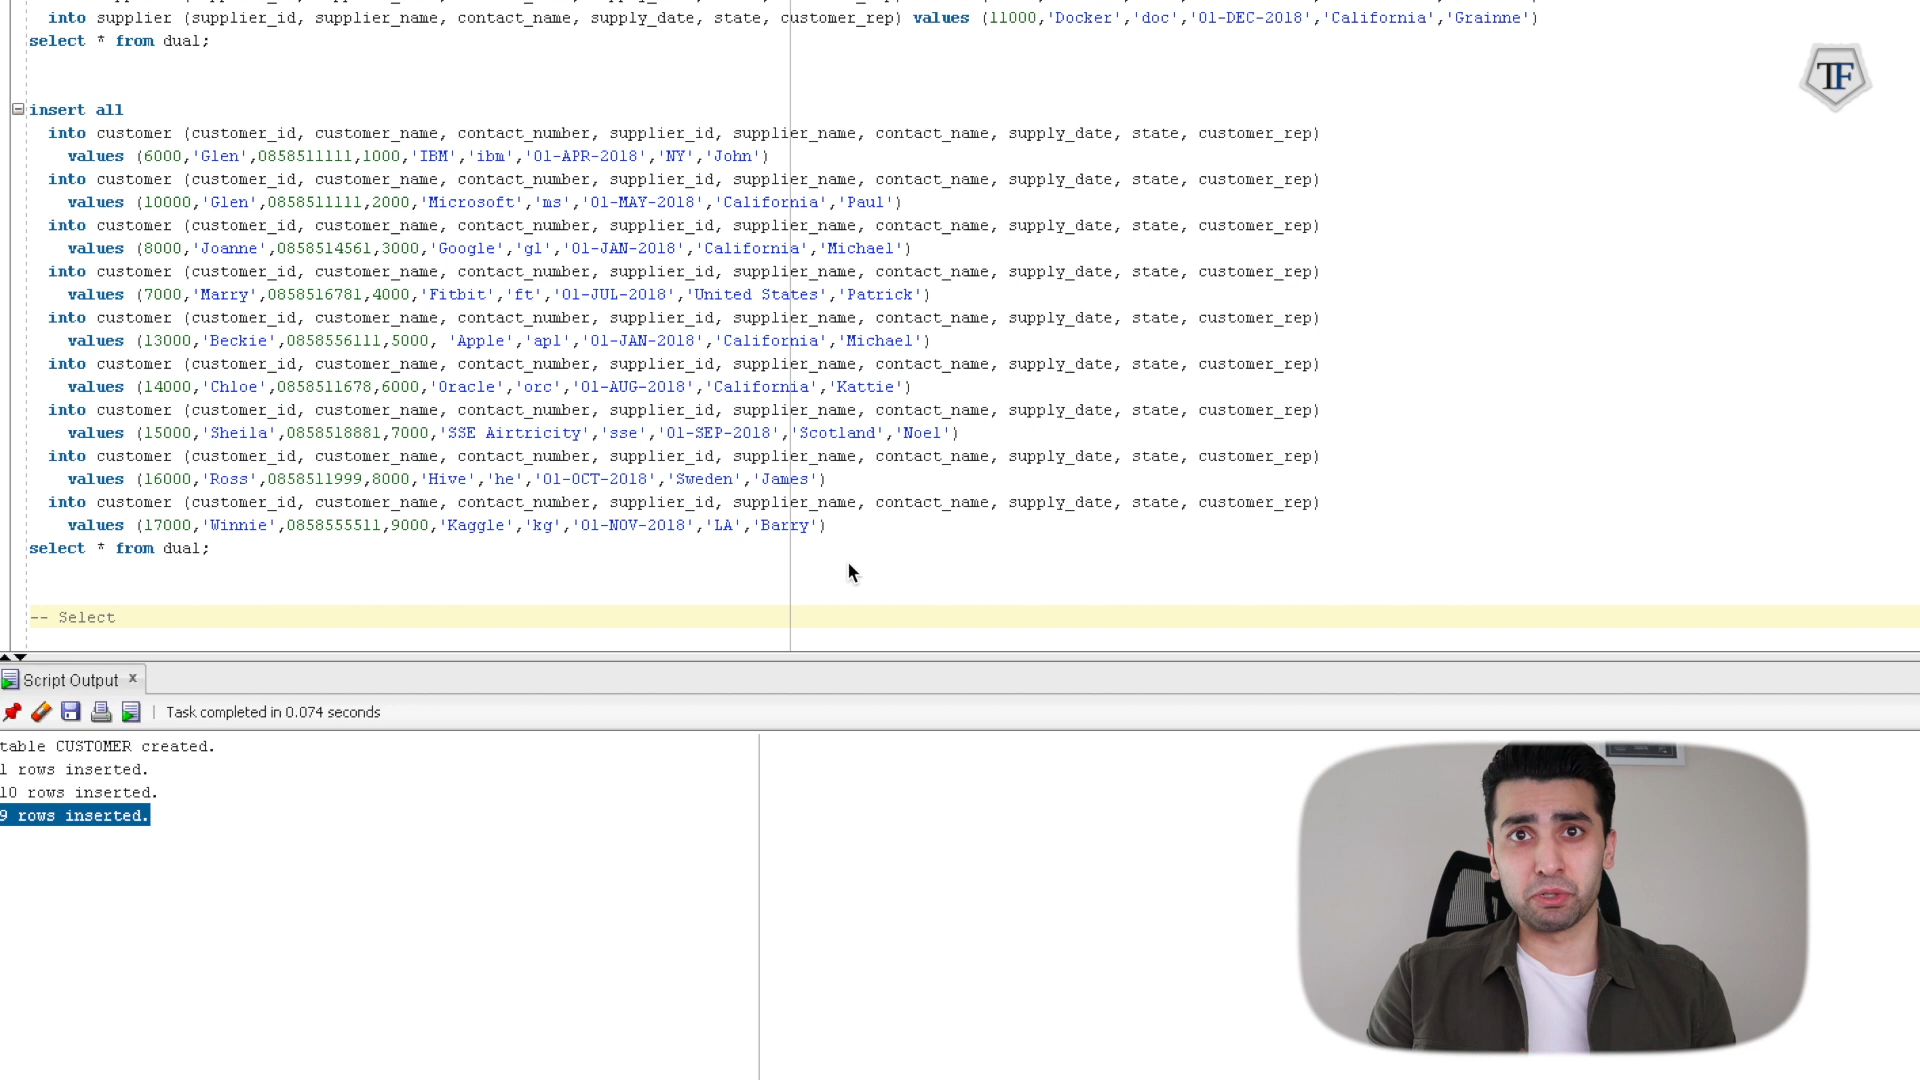 into supplier (supplier_id, supplier_name, contact_name, supply_date, state, customer_rep) values (11000,'Docker','doc','01-DEC-2018','California','Grainne')
select * from dual;
insert all
into customer (customer_id, customer_name, contact_number, supplier_id, supplier_name, contact_name, supply_date, state, customer_rep)
values (6000,'Glen',0858511111,1000,'IBM','ibm','01-APR-2018','NY','John')
into customer (customer_id, customer_name, contact_number, supplier_id, supplier_name, contact_name, supply_date, state, customer_rep)
values (10000,'Glen',0858511111,2000,'Microsoft','ms','01-MAY-2018','California','Paul')
into customer (customer_id, customer_name, contact_number, supplier_id, supplier_name, contact_name, supply_date, state, customer_rep)
values (8000,'Joanne',0858514561,3000,'Google','gl','01-JAN-2018','California','Michael')
into customer (customer_id, customer_name, contact_number, supplier_id, supplier_name, contact_name, supply_date, state, customer_rep)
values (7000,'Marry',0858516781,4000,'Fitbit','ft','01-JUL-2018','United States','Patrick')
into customer (customer_id, customer_name, contact_number, supplier_id, supplier_name, contact_name, supply_date, state, customer_rep)
values (13000,'Beckie',0858556111,5000, 'Apple','apl','01-JAN-2018','California','Michael')
into customer (customer_id, customer_name, contact_number, supplier_id, supplier_name, contact_name, supply_date, state, customer_rep)
values (14000,'Chloe',0858511678,6000,'Oracle','orc','01-AUG-2018','California','Kattie')
into customer (customer_id, customer_name, contact_number, supplier_id, supplier_name, contact_name, supply_date, state, customer_rep)
values (15000,'Sheila',0858518881,7000,'SSE Airtricity','sse','01-SEP-2018','Scotland','Noel')
into customer (customer_id, customer_name, contact_number, supplier_id, supplier_name, contact_name, supply_date, state, customer_rep)
values (16000,'Ross',0858511999,8000,'Hive','he','01-OCT-2018','Sweden','James')
into customer (customer_id, customer_name, contact_number, supplier_id, supplier_name, contact_name, supply_date, state, customer_rep)
values (17000,'Winnie',0858555511,9000,'Kaggle','kg','01-NOV-2018','LA','Barry')
select * from dual;
-- Select
Script Output x
Task completed in 0.074 seconds
table CUSTOMER created.
1 rows inserted.
10 rows inserted.
9 rows inserted.
TF